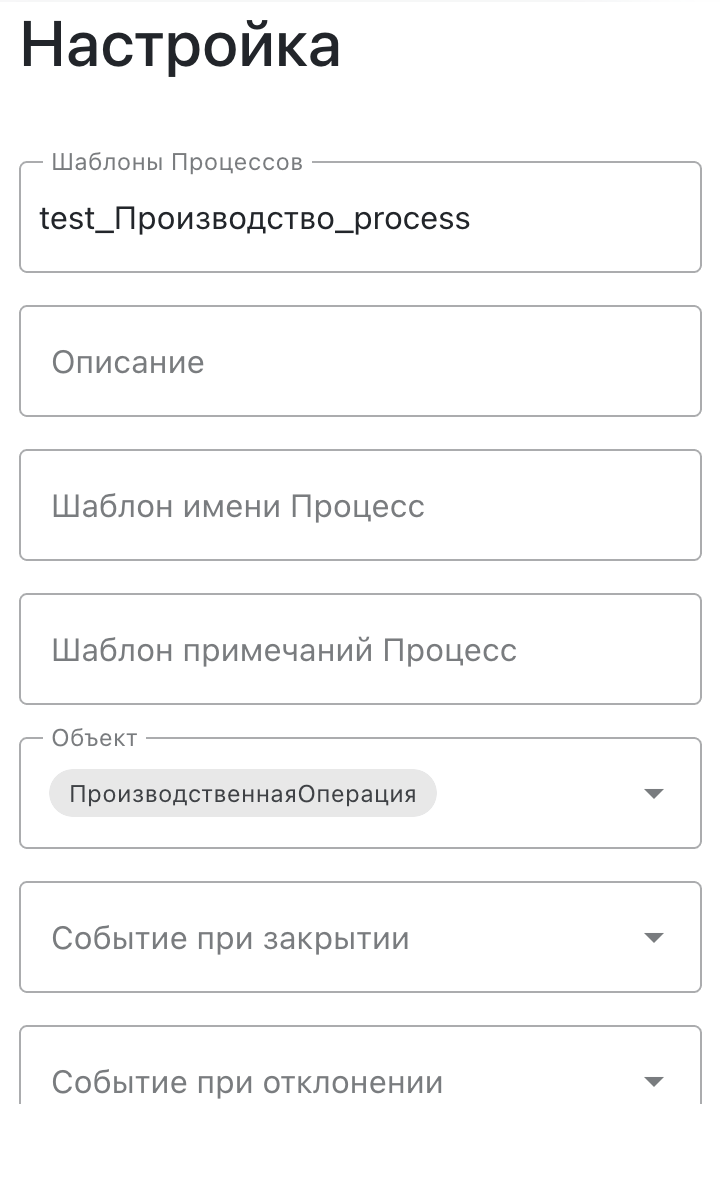 Настройка
Шаблоны Процессов
test_Производство_process
Описание
Шаблон имени Процесс
Шаблон примечаний Процесс
Объект
ПроизводственнаяОперация
Событие при закрытии
Событие при отклонении